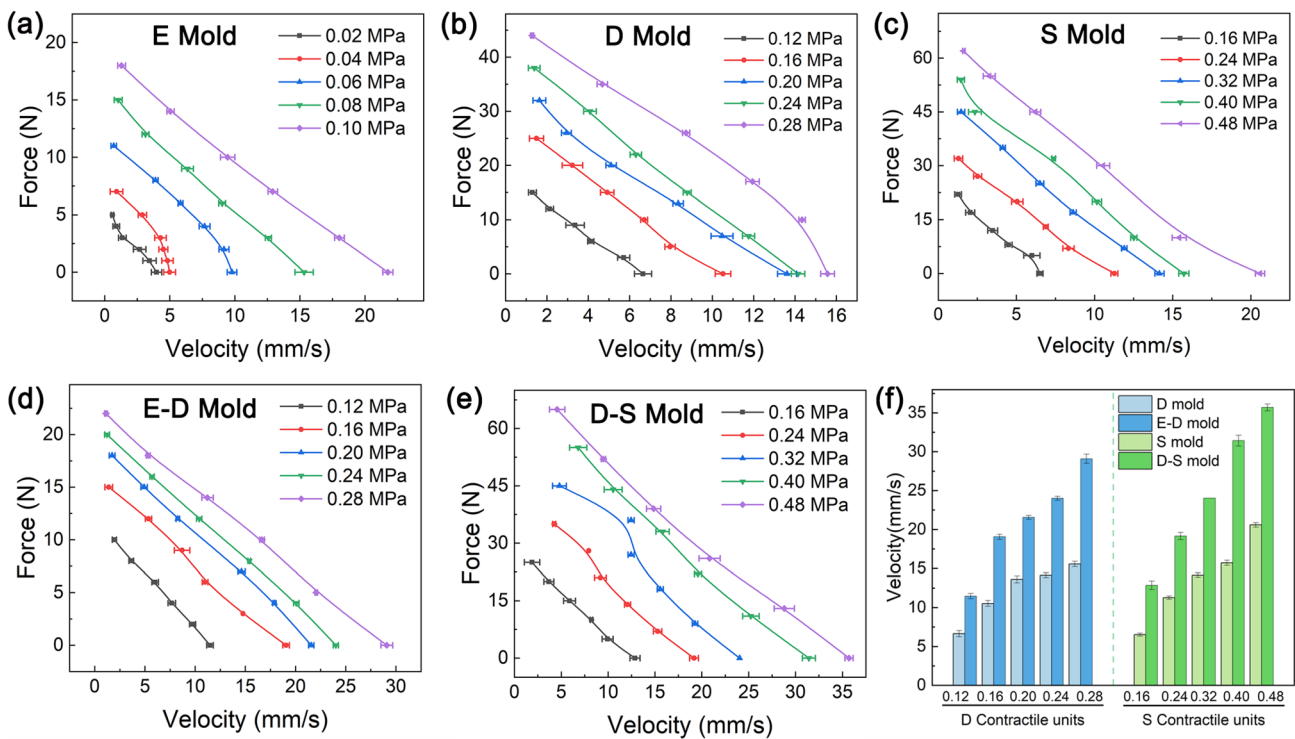 (a)
E Mold
0.02 MPa
0.04 MPa
0.06 MPa
0.08 MPa
0.10 MPa
Force (N)
20
15
10
5
0
0 5 10 15 20
Velocity (mm/s)
(b)
D Mold
0.12 MPa
0.16 MPa
0.20 MPa
0.24 MPa
0.28 MPa
Force (N)
40
30
20
10
0
0 2 4 6 8 10 12 14 16
Velocity (mm/s)
(c)
S Mold
0.16 MPa
0.24 MPa
0.32 MPa
0.40 MPa
0.48 MPa
Force (N)
60
45
30
15
0
0 5 10 15 20
Velocity (mm/s)
(d)
E-D Mold
0.12 MPa
0.16 MPa
0.20 MPa
0.24 MPa
0.28 MPa
Force (N)
20
15
10
5
0
0 5 10 15 20 25 30
Velocity (mm/s)
(e)
D-S Mold
0.16 MPa
0.24 MPa
0.32 MPa
0.40 MPa
0.48 MPa
Force (N)
60
45
30
15
0
0 5 10 15 20 25 30 35
Velocity (mm/s)
(f)
D mold
E-D mold
S mold
D-S mold
Velocity(mm/s)
35
30
25
20
15
10
5
0
0.12 0.16 0.20 0.24 0.28 0.16 0.24 0.32 0.40 0.48
D Contractile units S Contractile units